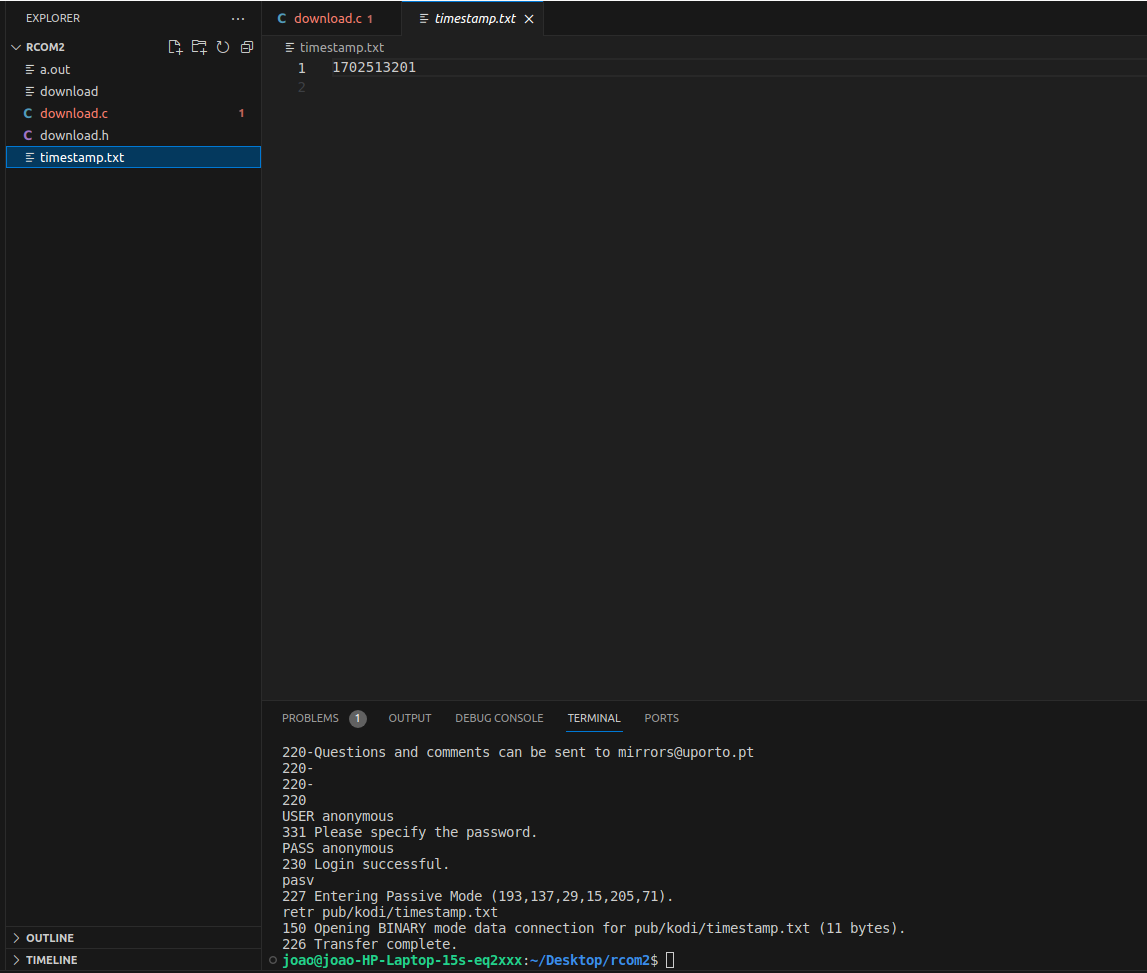 EXPLORER
RCOM2
a.out
download
C download.c 1
C download.h
timestamp.txt
OUTLINE
TIMELINE
C download.c 1 timestamp.txt
timestamp.txt
1 1702513201
2
PROBLEMS 1 OUTPUT DEBUG CONSOLE TERMINAL PORTS
220-Questions and comments can be sent to mirrors@uporto.pt
220-
220-
220
USER anonymous
331 Please specify the password.
PASS anonymous
230 Login successful.
pasv
227 Entering Passive Mode (193,137,29,15,205,71).
retr pub/kodi/timestamp.txt
150 Opening BINARY mode data connection for pub/kodi/timestamp.txt (11 bytes).
226 Transfer complete.
joao@joao-HP-Laptop-15s-eq2xxx:~/Desktop/rcom2$